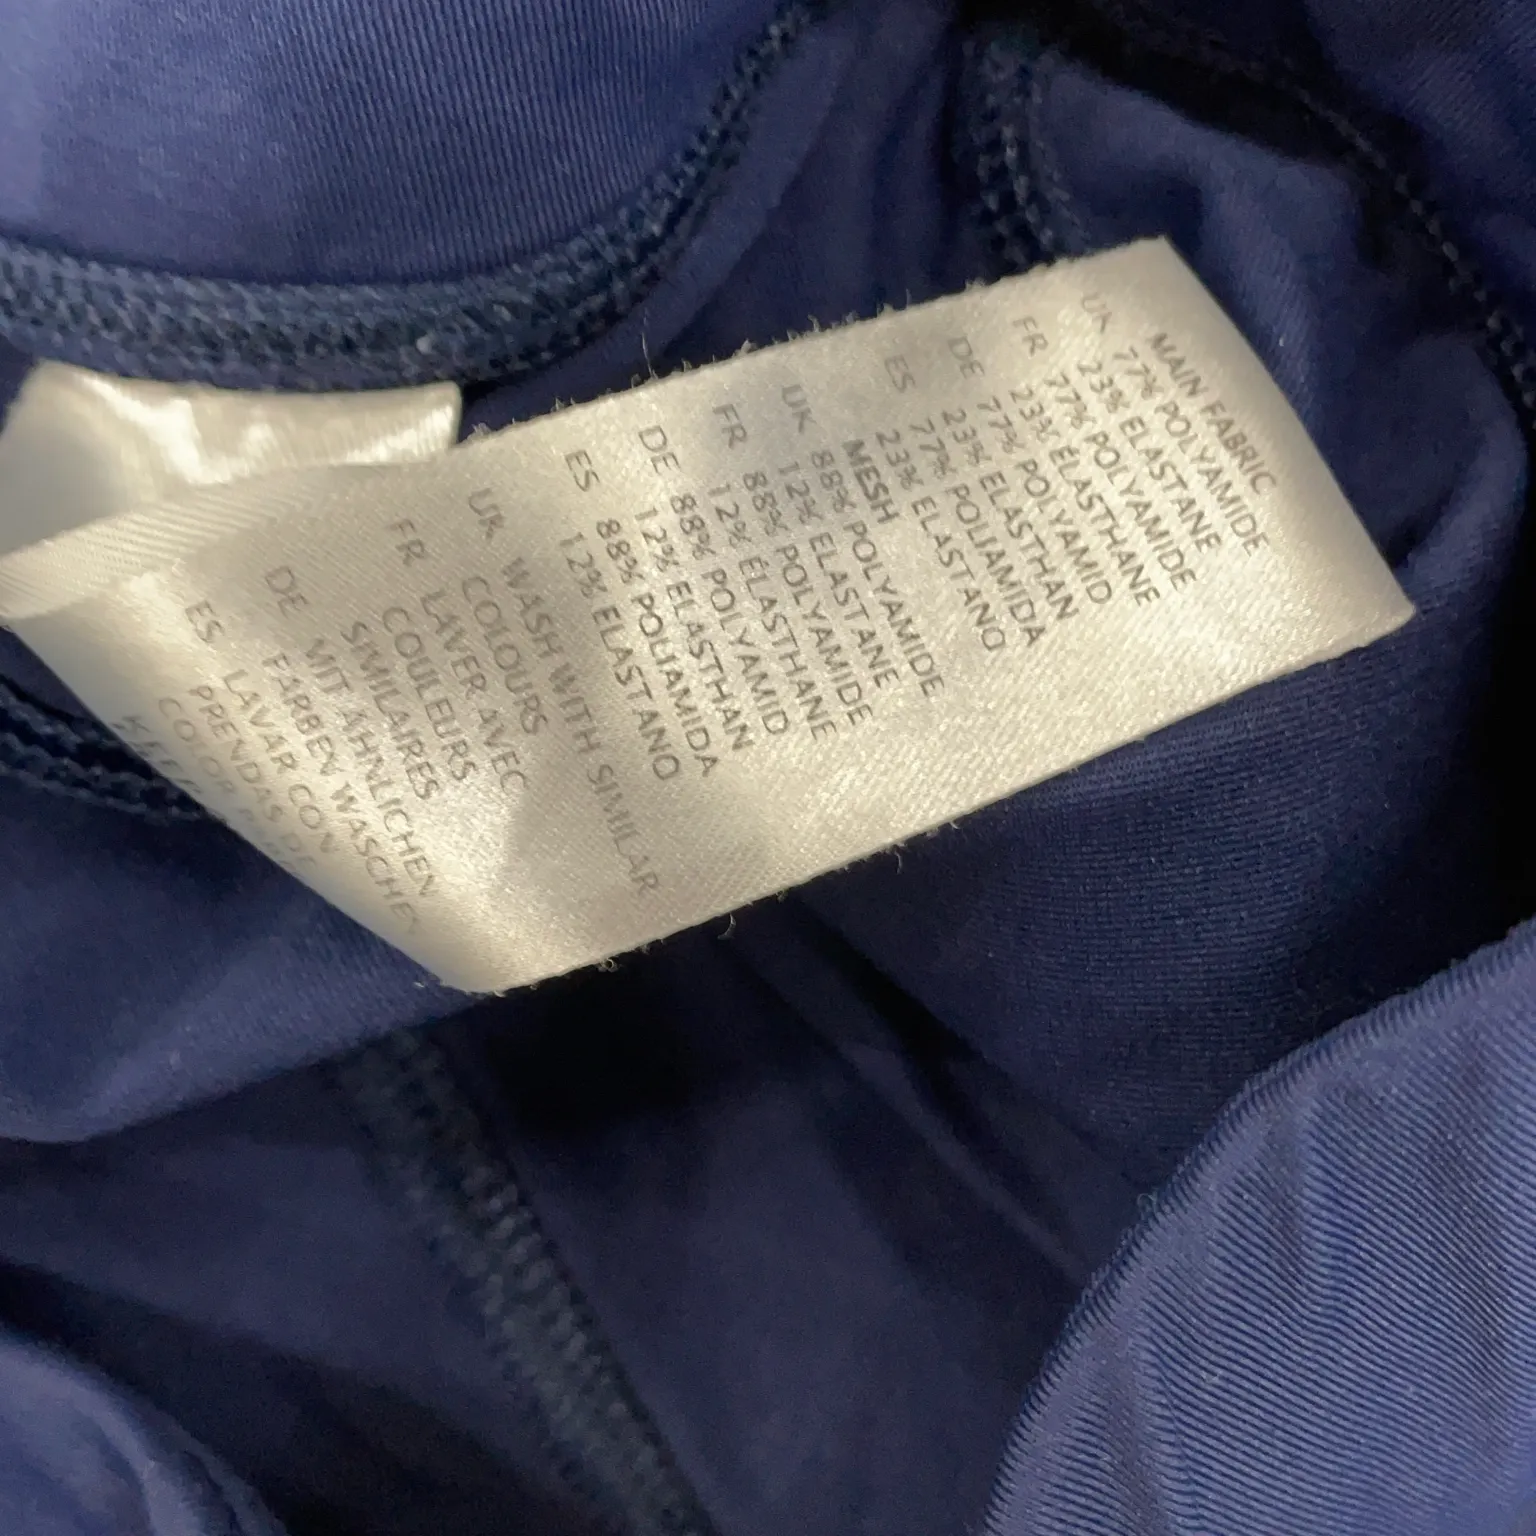 MAIN FABRIC
UK 77% POLYAMIDE
23% ELASTANE
FR 77% POLYAMIDE
23% ÉLASTHANE
DE 77% POLYAMID
23% ELASTHAN
ES 77% POLIAMIDA
23% ELASTANO
MESH
UK 88% POLYAMIDE
12% ELASTANE
FR 88% POLYAMIDE
12% ÉLASTHANE
DE 88% POLYAMID
12% ELASTHAN
ES 88% POLIAMIDA
12% ELASTANO
UK WASH WITH SIMILAR
COLOURS
FR LAVER AVEC
COULEURS
SIMILAIRES
DE MIT ÄHNLICHEN
FARBEN WASCHEN
ES LAVAR CON
PRENDAS DE
COLOR